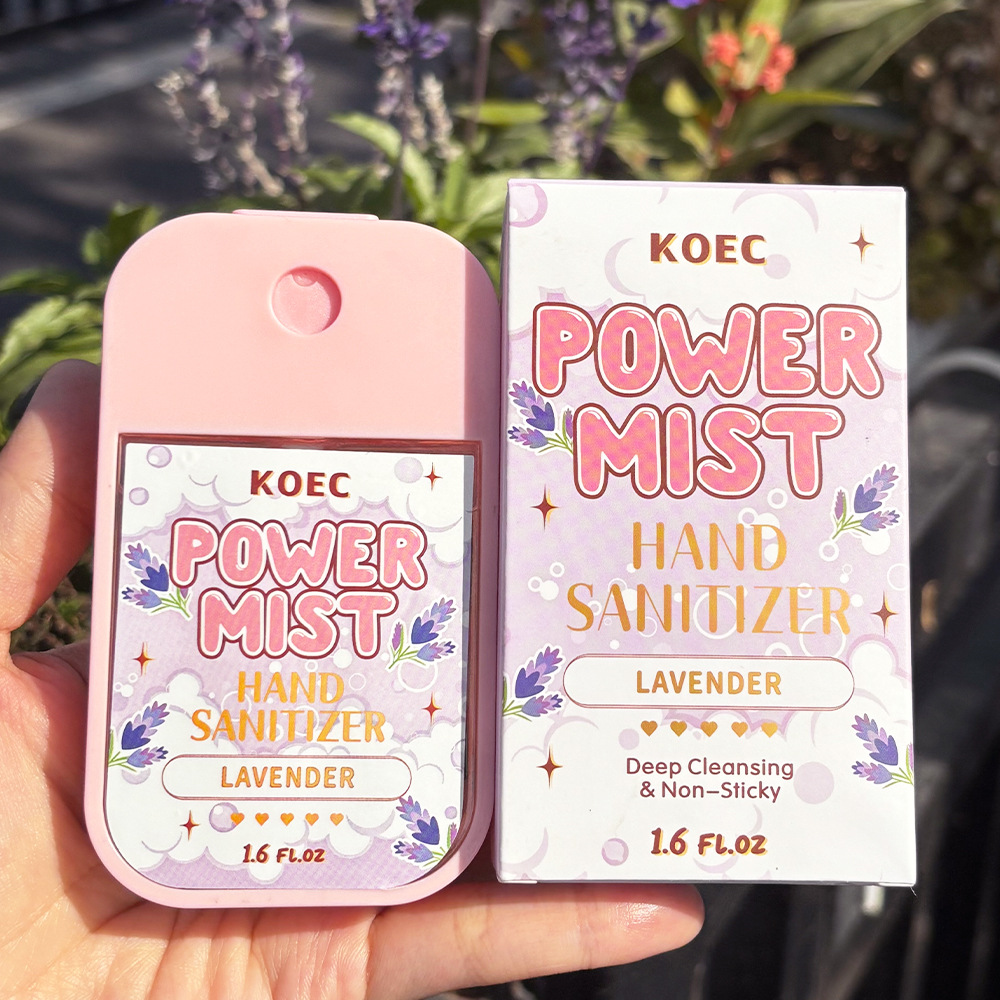 KOEC
POWER
MIST
HAND
SANITIZER
LAVENDER
1.6 FL.OZ
KOEC
POWER
MIST
HAND
SANITIZER
LAVENDER
Deep Cleansing
& Non–Sticky
1.6 FL.OZ